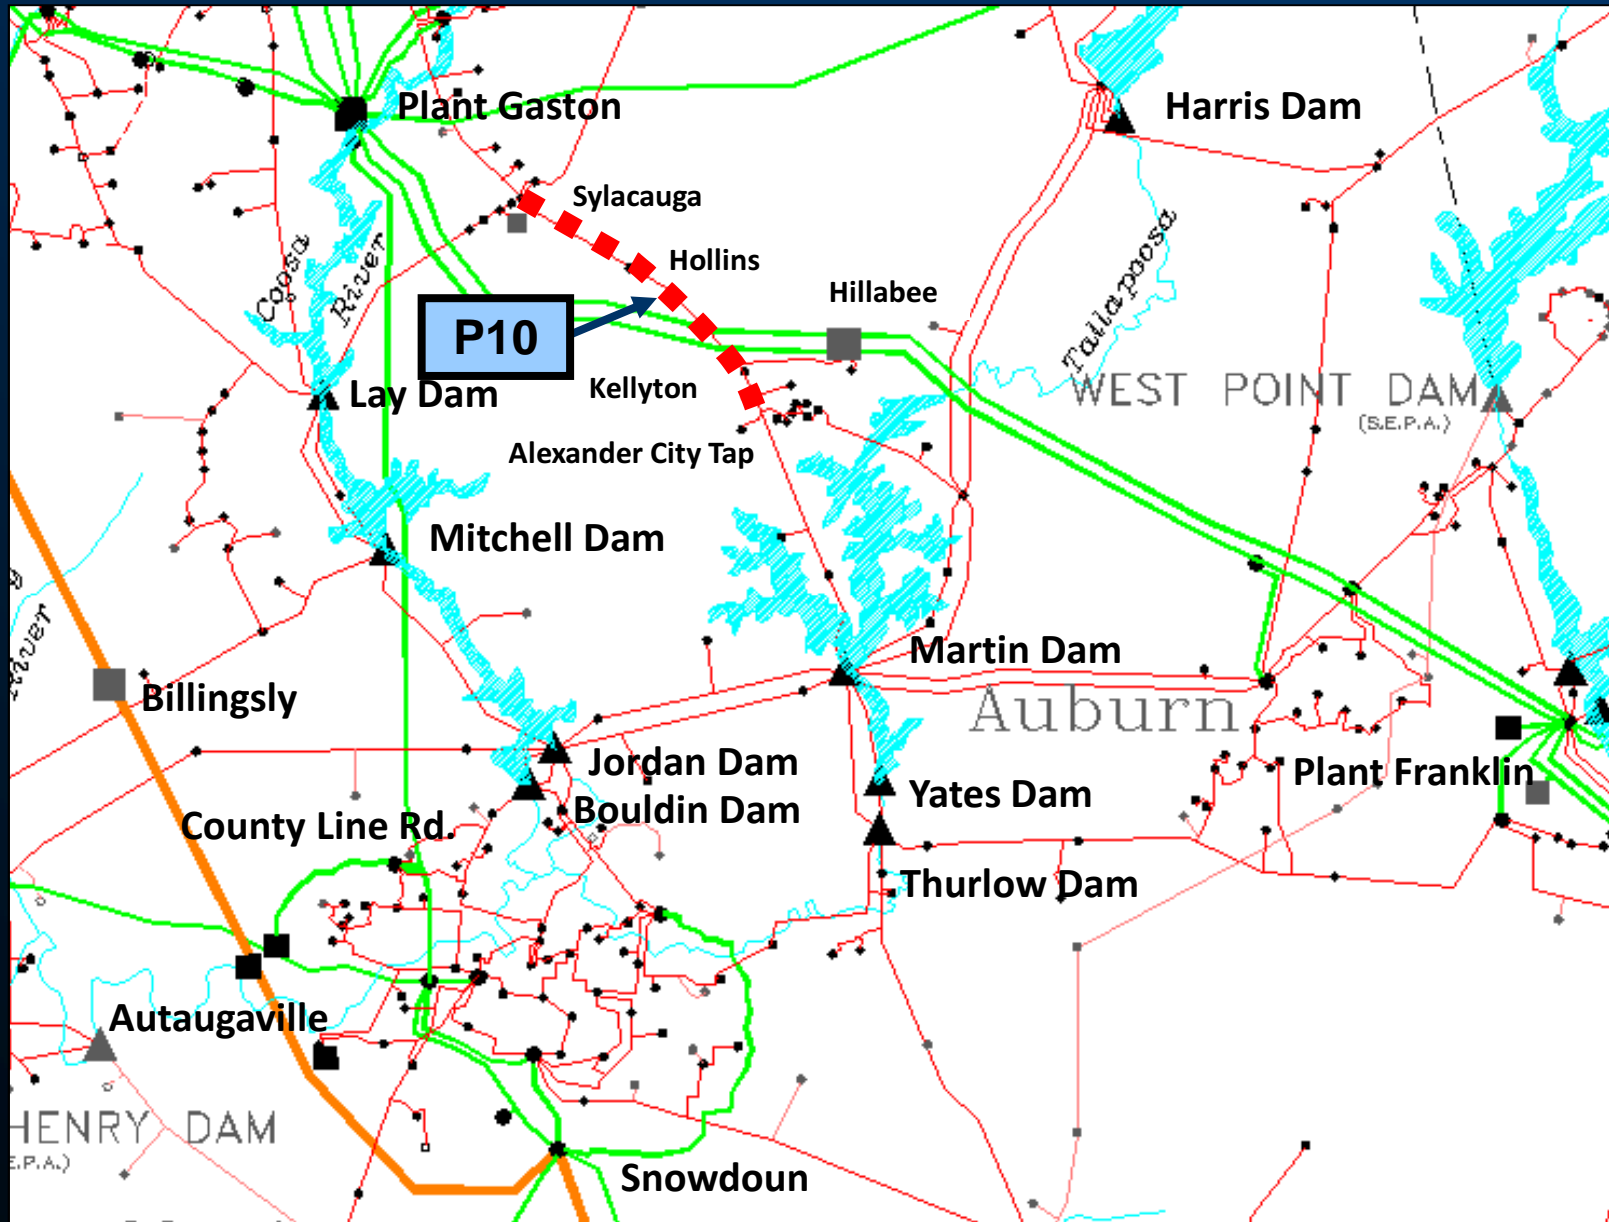 Plant Gaston
Harris Dam
Sylacauga
Coosa
River
Hollins
Tallapoosa
Hillabee
P10
Kellyton
Lay Dam
WEST POINT DAM
(S.E.P.A.)
Alexander City Tap
Mitchell Dam
River
Martin Dam
Billingsly
Auburn
Jordan Dam
Plant Franklin
Bouldin Dam
Yates Dam
County Line Rd.
Thurlow Dam
Autaugaville
HENRY DAM
E.P.A.)
Snowdoun